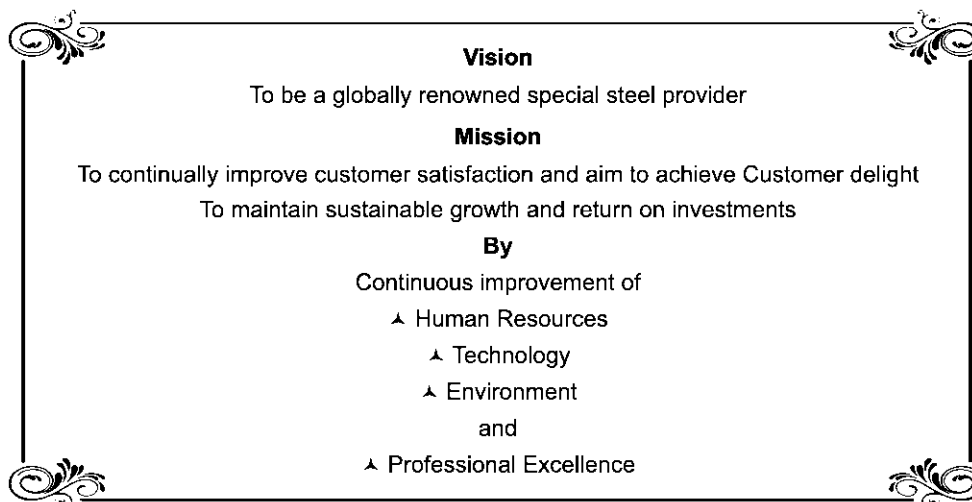 Vision
To be a globally renowned special steel provider
Mission
To continually improve customer satisfaction and aim to achieve Customer delight
To maintain sustainable growth and return on investments
By
Continuous improvement of
Human Resources
Technology
Environment
and
Professional Excellence